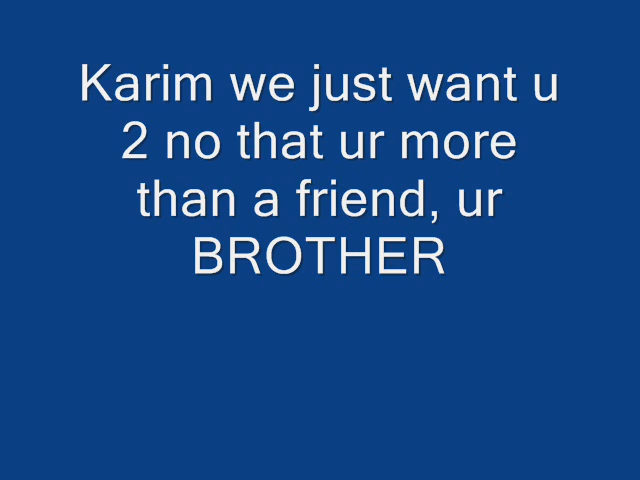 Karim we just want u
2 no that ur more
than a friend, ur
BROTHER